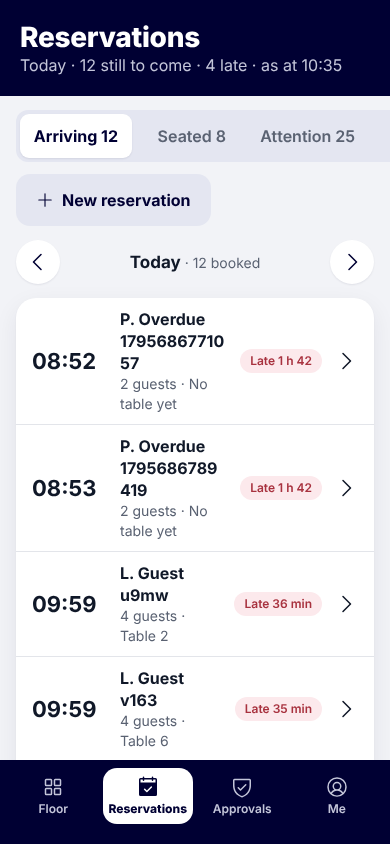 Reservations
Today · 12 still to come · 4 late · as at 10:35
Arriving 12
Seated 8
Attention 25
New reservation
Today · 12 booked
08:52
P. Overdue
17956867710
57
2 guests · No
table yet
Late 1 h 42
08:53
P. Overdue
1795686789
419
2 guests · No
table yet
Late 1 h 42
09:59
L. Guest
u9mw
4 guests ·
Table 2
Late 36 min
09:59
L. Guest
v163
4 guests ·
Table 6
Late 35 min
Floor
Reservations
Approvals
Me